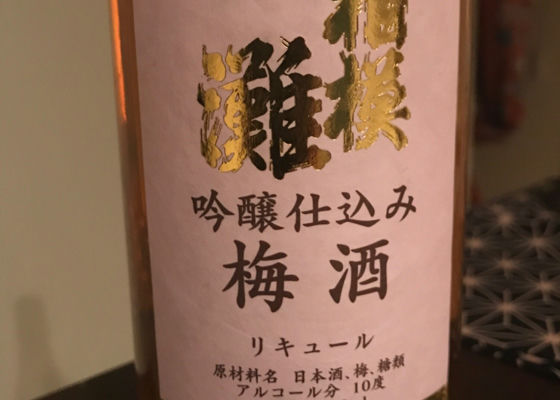 相模
灘
吟醸仕込み
梅酒
リキュール
原材料名 日本酒、梅、糖類
アルコール分 10度